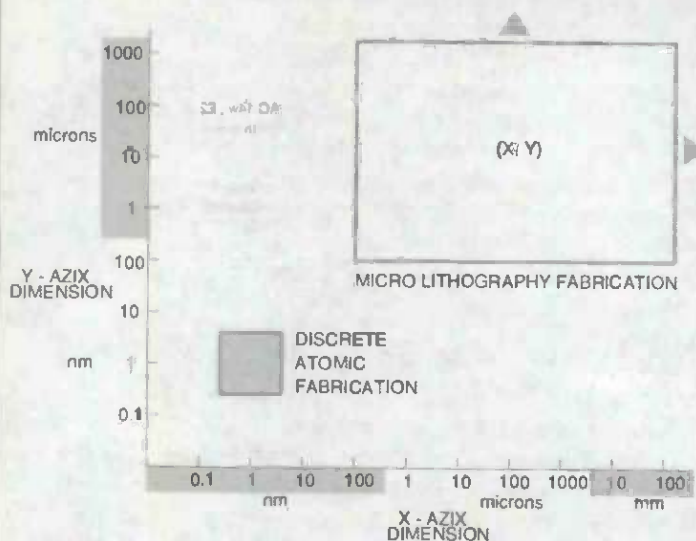 1000
100
microns
10
(X, Y)
1
Y - AZIX
DIMENSION
100
MICRO LITHOGRAPHY FABRICATION
10
DISCRETE
nm
1
ATOMIC
FABRICATION
0.1
0.1 1 10 100 1 10 100 1000 10 100
nm microns mm
X - AZIX
DIMENSION